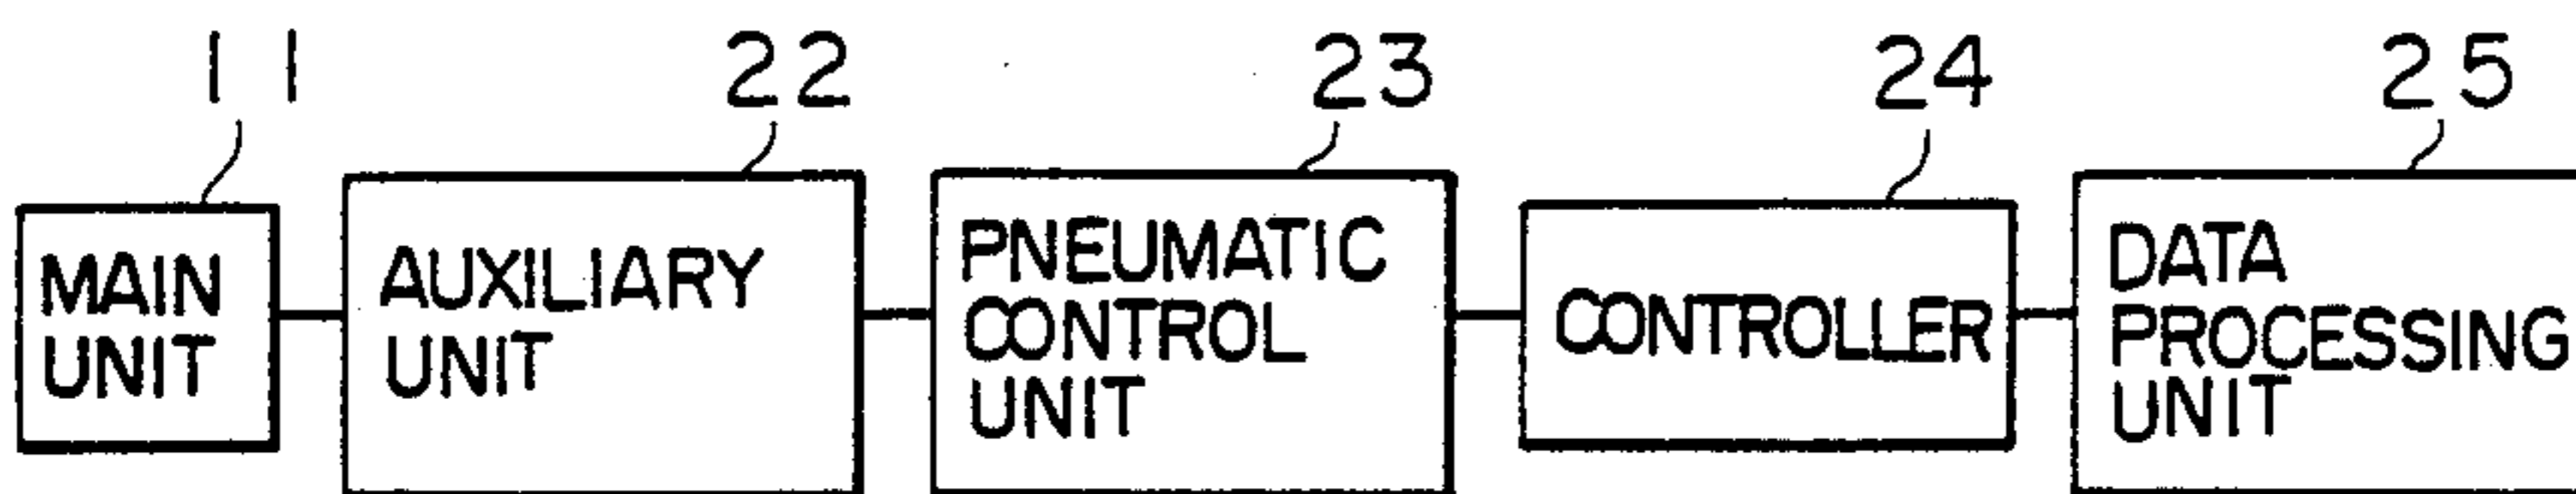 11 22 23 24 25
MAIN
UNIT
AUXILIARY
UNIT
PNEUMATIC
CONTROL
UNIT
CONTROLLER
DATA
PROCESSING
UNIT